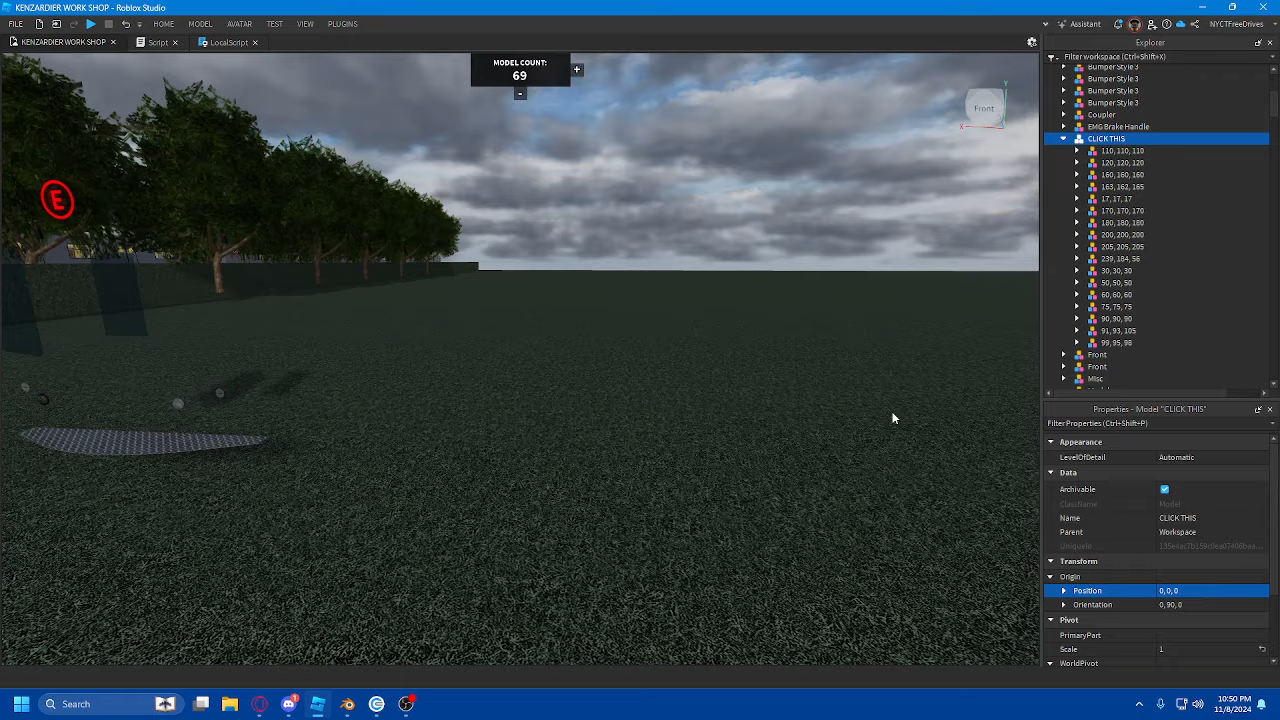 KENZARDIER WORK SHOP - Roblox Studio
FILE HOME MODEL AVATAR TEST VIEW PLUGINS Assistant NYCTFreeDrives
KENZARDIER WORK SHOP Script LocalScript
MODEL COUNT:
69
+
-
Front
Y
X
E
Explorer
Filter workspace (Ctrl+Shift+X)
Bumper Style 3
Bumper Style 3
Bumper Style 3
Bumper Style 3
Coupler
EMG Brake Handle
CLICK THIS
110, 110, 110
120, 120, 120
160, 160, 160
163, 162, 165
17, 17, 17
170, 170, 170
180, 180, 180
200, 200, 200
205, 205, 205
239, 184, 56
30, 30, 30
50, 50, 50
60, 60, 60
75, 75, 75
90, 90, 90
91, 93, 105
99, 95, 98
Front
Front
Misc
Properties - Model "CLICK THIS"
Filter Properties (Ctrl+Shift+P)
Appearance
LevelOfDetail Automatic
Data
Archivable
ClassName Model
Name CLICK THIS
Parent Workspace
UniqueId
Transform
Origin
Position 0, 0, 0
Orientation 0, 90, 0
Pivot
PrimaryPart
Scale 1
WorldPivot
Search
1
10:50 PM
11/8/2024